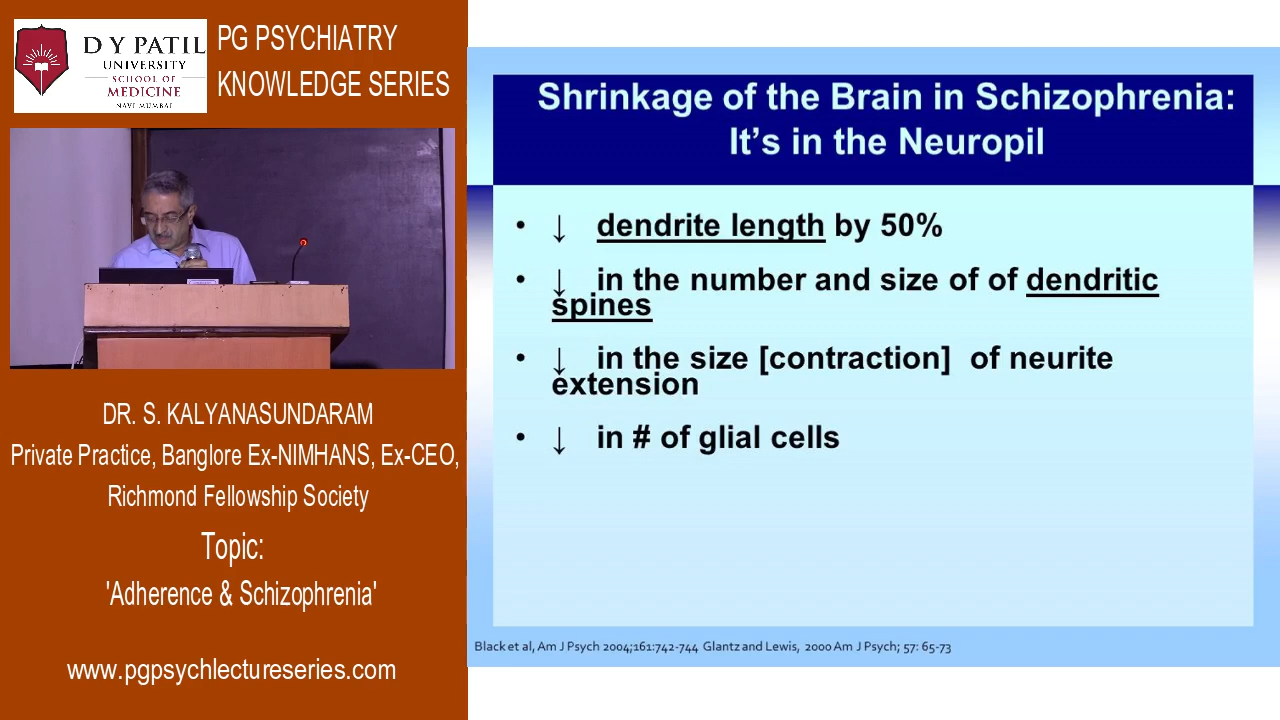 D Y PATIL
UNIVERSITY
SCHOOL OF
MEDICINE
NAVI MUMBAI
PG PSYCHIATRY
KNOWLEDGE SERIES
DR. S. KALYANASUNDARAM
Private Practice, Banglore Ex-NIMHANS, Ex-CEO,
Richmond Fellowship Society
Topic:
'Adherence & Schizophrenia'
www.pgpsychlectureseries.com
Shrinkage of the Brain in Schizophrenia:
It's in the Neuropil
• ↓ dendrite length by 50%
• ↓ in the number and size of of dendritic
spines
• ↓ in the size [contraction] of neurite
extension
• ↓ in # of glial cells
Black et al, Am J Psych 2004;161:742-744 Glantz and Lewis, 2000 Am J Psych; 57: 65-73